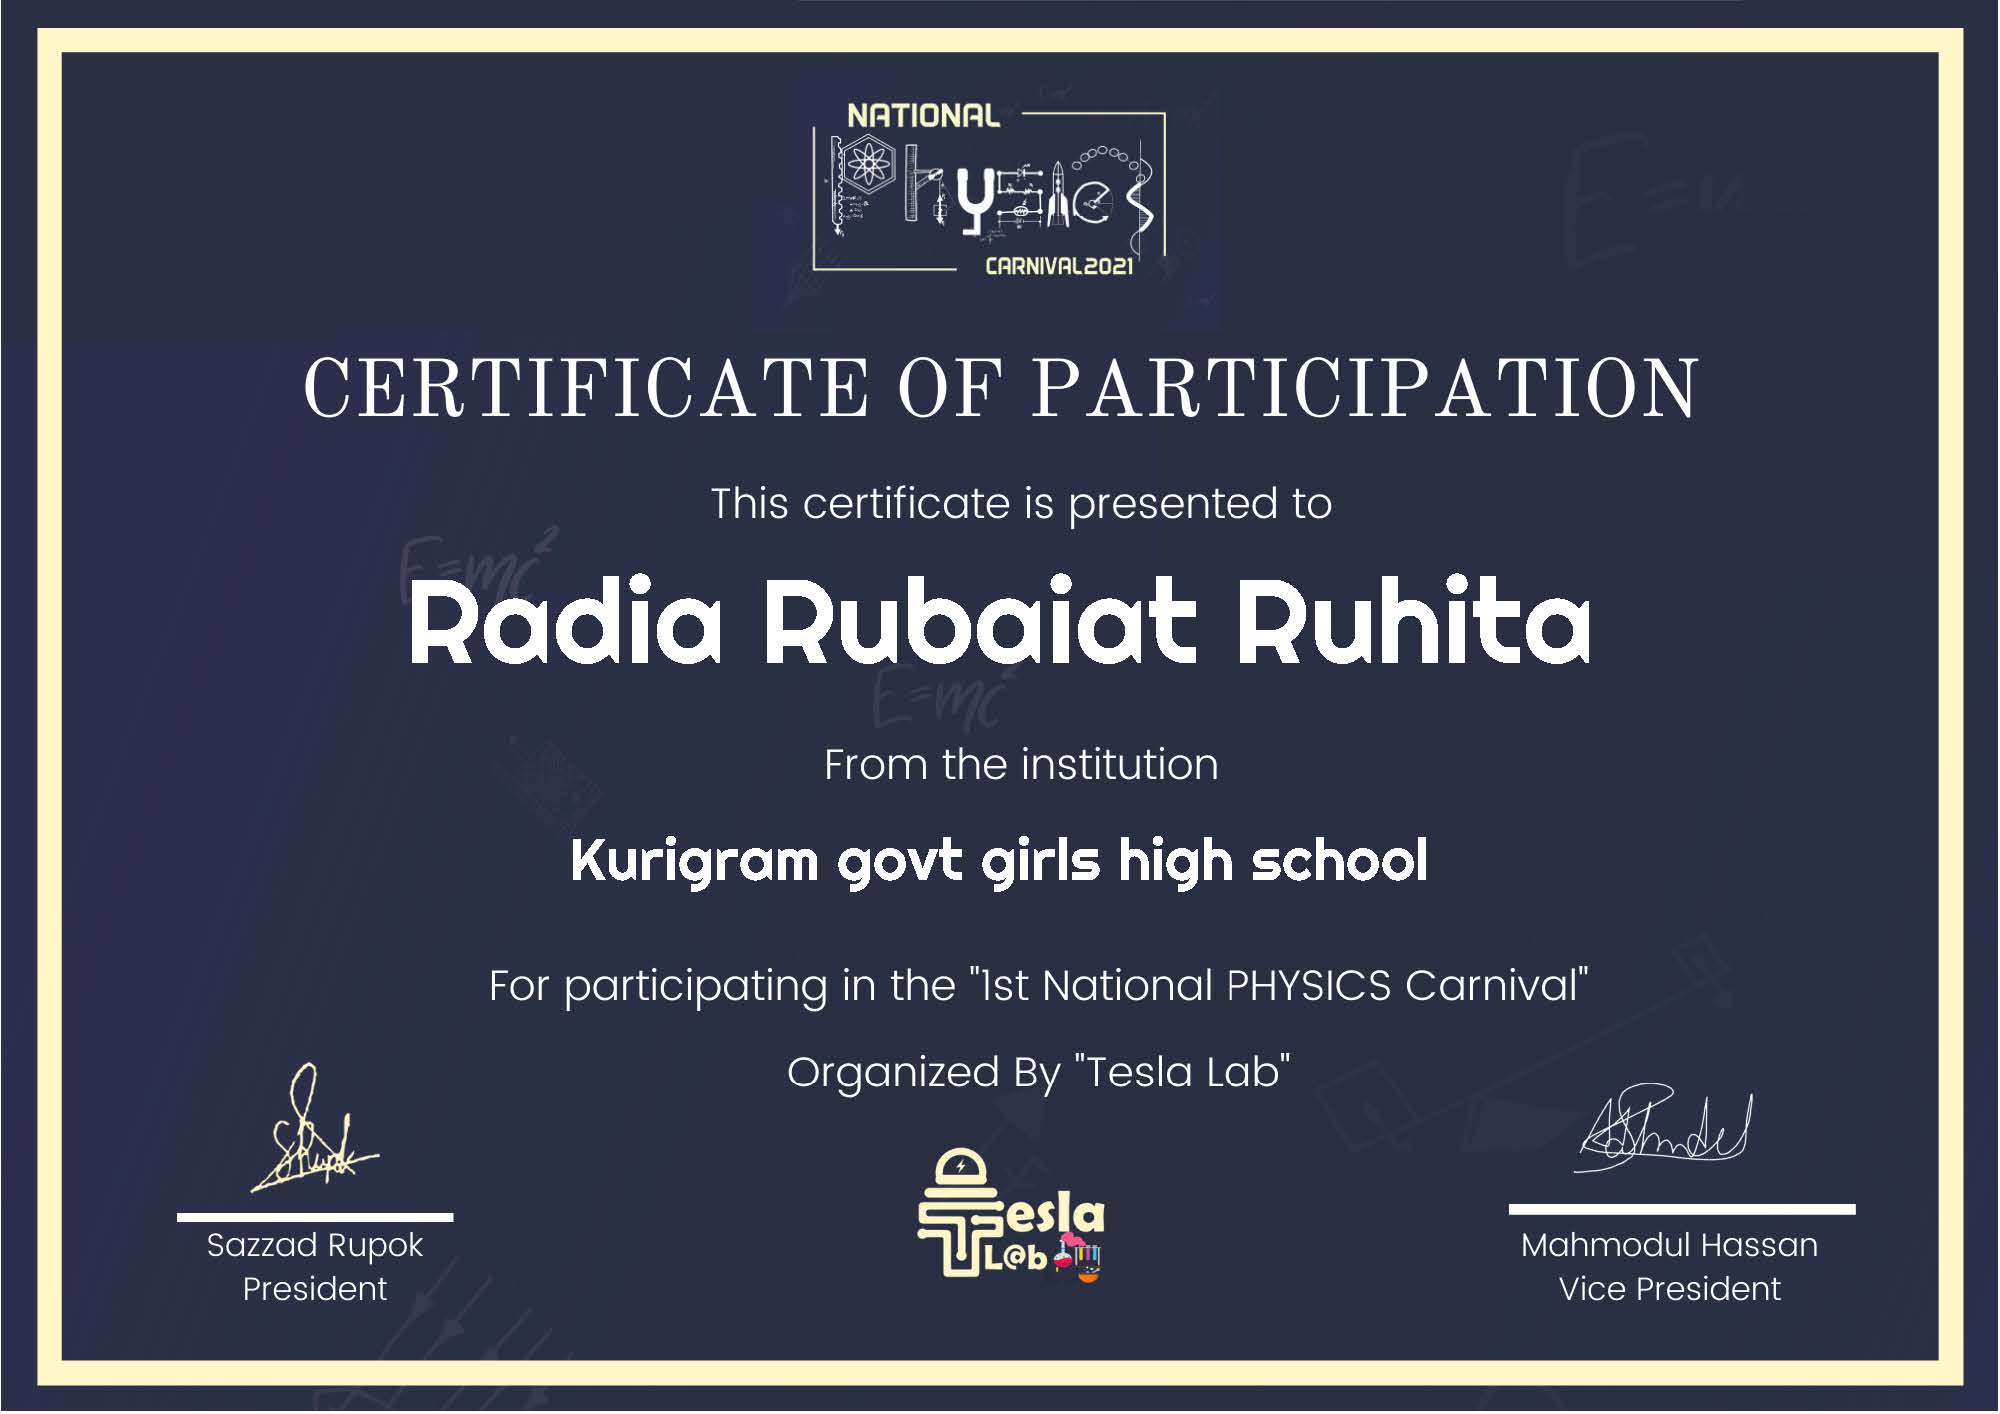 NATIONAL
Physics
CARNIVAL2021
CERTIFICATE OF PARTICIPATION
This certificate is presented to
E=mc²
Radia Rubaiat Ruhita
E=mc²
From the institution
Kurigram govt girls high school
For participating in the "1st National PHYSICS Carnival"
Organized By "Tesla Lab"
Tesla
L@b
Sazzad Rupok
President
Mahmodul Hassan
Vice President